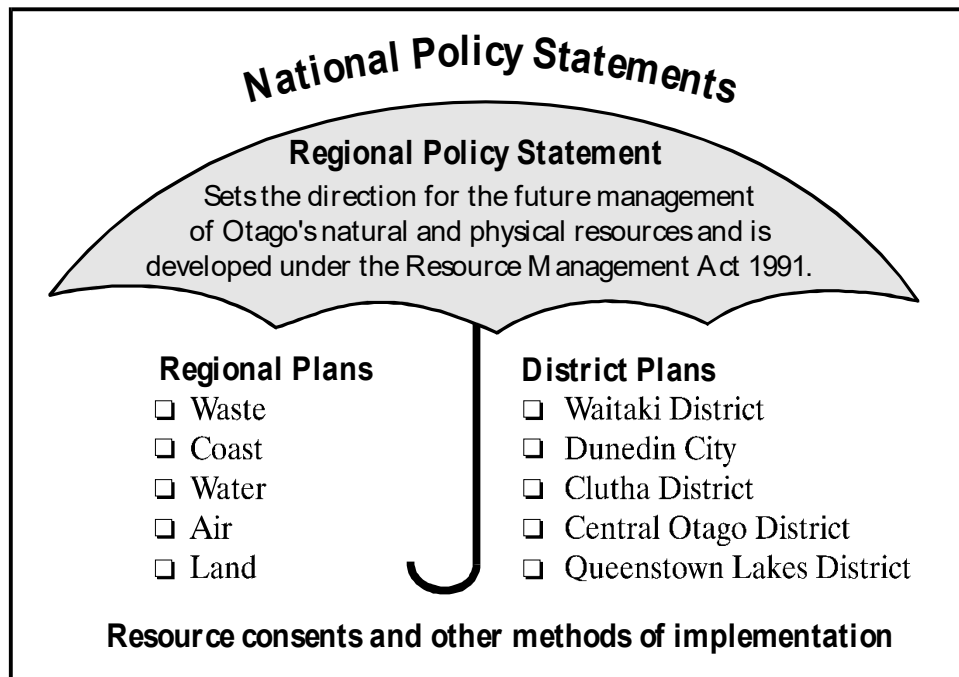 National Policy Statements
Regional Policy Statement
Sets the direction for the future management
of Otago's natural and physical resources and is
developed under the Resource Management Act 1991.
Regional Plans
❏ Waste
❏ Coast
❏ Water
❏ Air
❏ Land
District Plans
❏ Waitaki District
❏ Dunedin City
❏ Clutha District
❏ Central Otago District
❏ Queenstown Lakes District
Resource consents and other methods of implementation